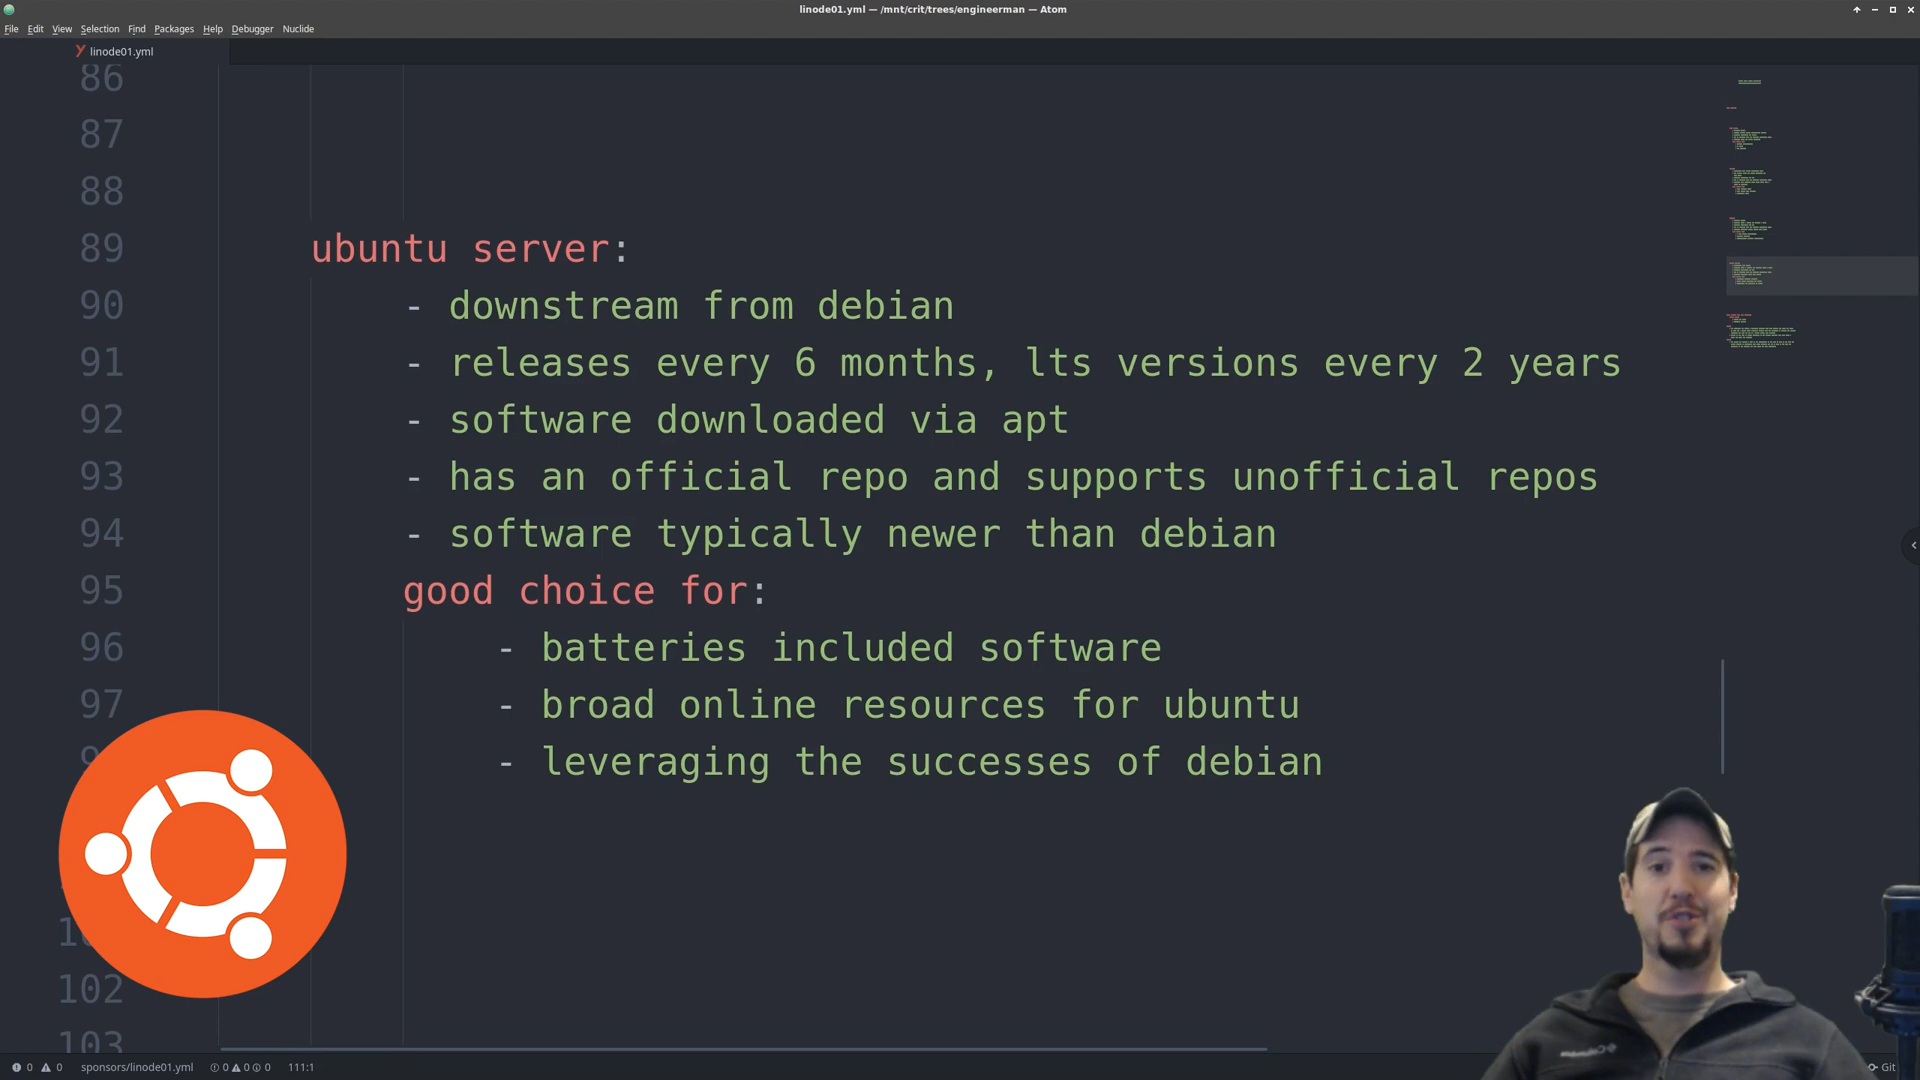 linode01.yml — /mnt/crit/trees/engineerman — Atom
File Edit View Selection Find Packages Help Debugger Nuclide
linode01.yml
86
87
88
89 ubuntu server:
90 - downstream from debian
91 - releases every 6 months, lts versions every 2 years
92 - software downloaded via apt
93 - has an official repo and supports unofficial repos
94 - software typically newer than debian
95 good choice for:
96 - batteries included software
97 - broad online resources for ubuntu
- leveraging the successes of debian
102
103
0 0 sponsors/linode01.yml 0 0 0 111:1 Git